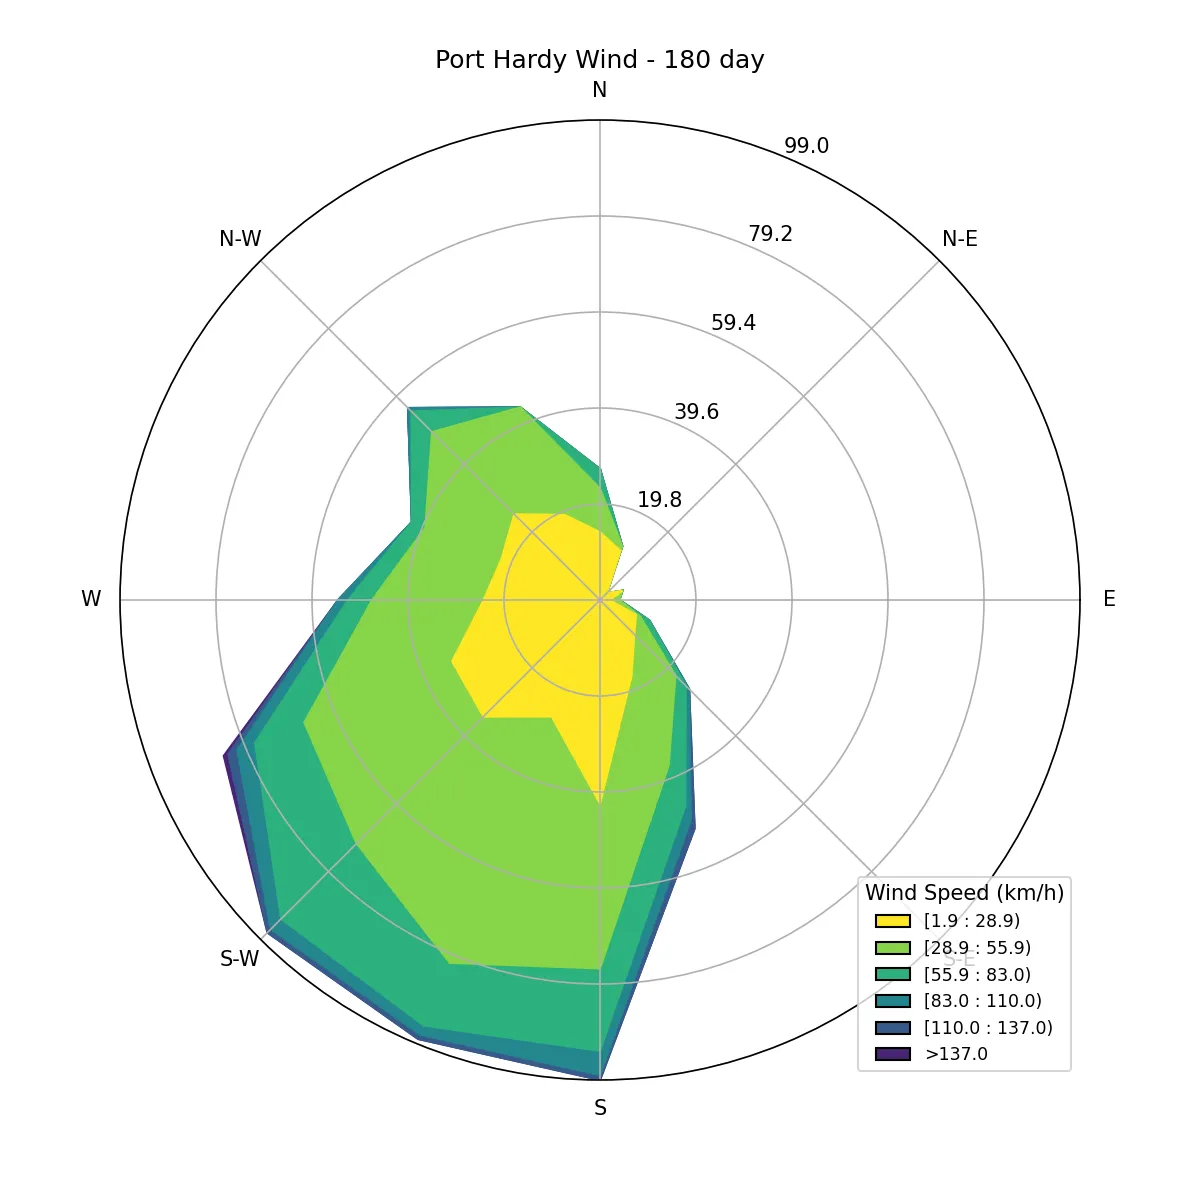 Port Hardy Wind - 180 day
N
99.0
N-W
79.2
N-E
59.4
39.6
19.8
W
E
S-W
S-E
S
Wind Speed (km/h)
[1.9 : 28.9)
[28.9 : 55.9)
[55.9 : 83.0)
[83.0 : 110.0)
[110.0 : 137.0)
>137.0